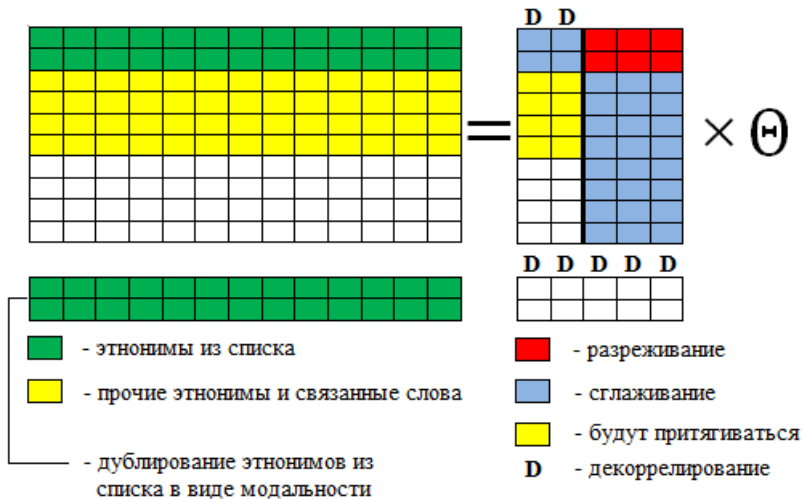 D D
= × Θ
D D D D D
- этнонимы из списка
- прочие этнонимы и связанные слова
- дублирование этнонимов из
списка в виде модальности
- разреживание
- сглаживание
- будут притягиваться
D - декоррелирование